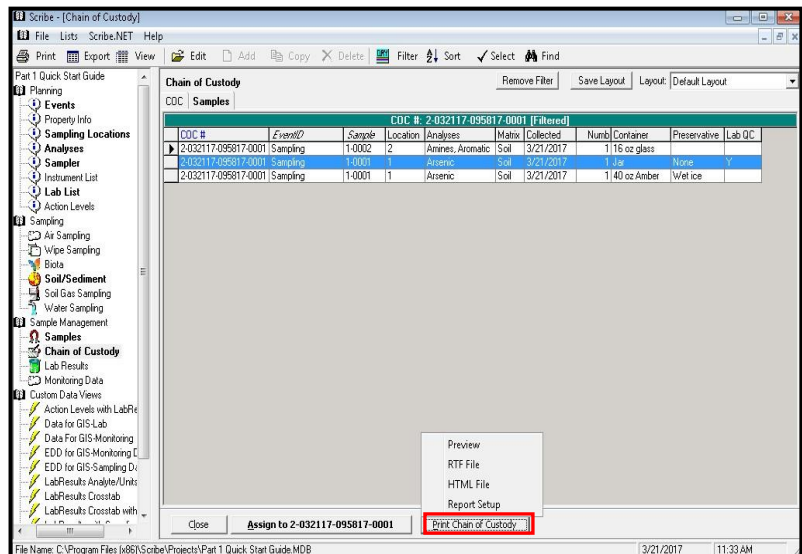 Scribe - [Chain of Custody]
File Lists Scribe.NET Help
Print Export View Edit Add Copy Delete Filter Sort Select Find
Part 1 Quick Start Guide
Planning
Events
Property Info
Sampling Locations
Analyses
Sampler
Instrument List
Lab List
Action Levels
Sampling
Air Sampling
Wipe Sampling
Biota
Soil/Sediment
Soil Gas Sampling
Water Sampling
Sample Management
Samples
Chain of Custody
Lab Results
Monitoring Data
Custom Data Views
Action Levels with LabRe
Data for GIS-Lab
Data For GIS-Monitoring
EDD for GIS-Monitoring D
EDD for GIS-Sampling Da
LabResults Analyte/Units
LabResults Crosstab
LabResults Crosstab with
Chain of Custody
Remove Filter Save Layout Layout: Default Layout
COC Samples
COC #: 2-032117-095817-0001 [Filtered]
COC # EventID Sample Location Analyses Matrix Collected Numb Container Preservative Lab QC
2-032117-095817-0001 Sampling 1-0002 2 Amines, Aromatic Soil 3/21/2017 1 16 oz glass
2-032117-095817-0001 Sampling 1-0001 1 Arsenic Soil 3/21/2017 1 Jar None Y
2-032117-095817-0001 Sampling 1-0001 1 Arsenic Soil 3/21/2017 1 40 oz Amber Wet ice
Preview
RTF File
HTML File
Report Setup
Close Assign to 2-032117-095817-0001 Print Chain of Custody
File Name: C:\Program Files (x86)\Scribe\Projects\Part 1 Quick Start Guide.MDB 3/21/2017 11:33 AM